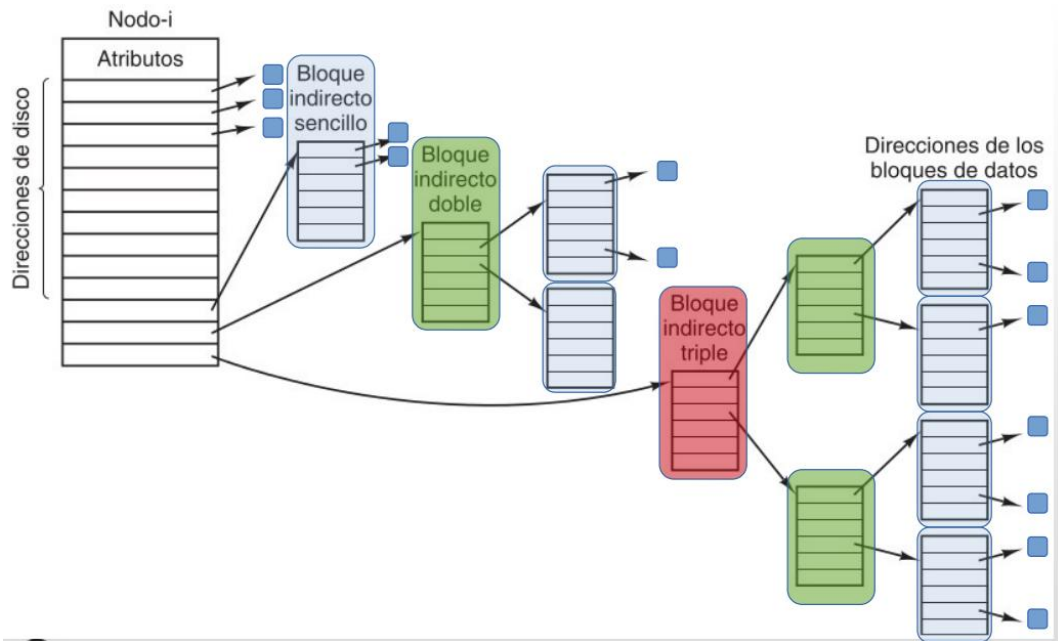 Nodo-i
Atributos
Direcciones de disco
Bloque
indirecto
sencillo
Bloque
indirecto
doble
Bloque
indirecto
triple
Direcciones de los
bloques de datos